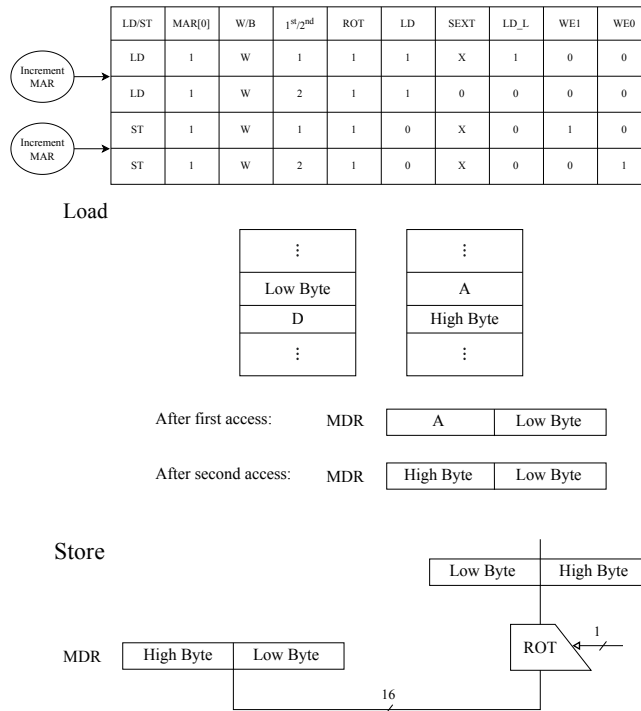 LD/ST MAR[0] W/B 1st/2nd ROT LD SEXT LD_L WE1 WE0
LD 1 W 1 1 1 X 1 0 0
Increment
MAR
LD 1 W 2 1 1 0 0 0 0
ST 1 W 1 1 0 X 0 1 0
Increment
MAR
ST 1 W 2 1 0 X 0 0 1
Load
⋮ ⋮
Low Byte A
D High Byte
⋮ ⋮
After first access: MDR A Low Byte
After second access: MDR High Byte Low Byte
Store
Low Byte High Byte
1
ROT
MDR High Byte Low Byte
16